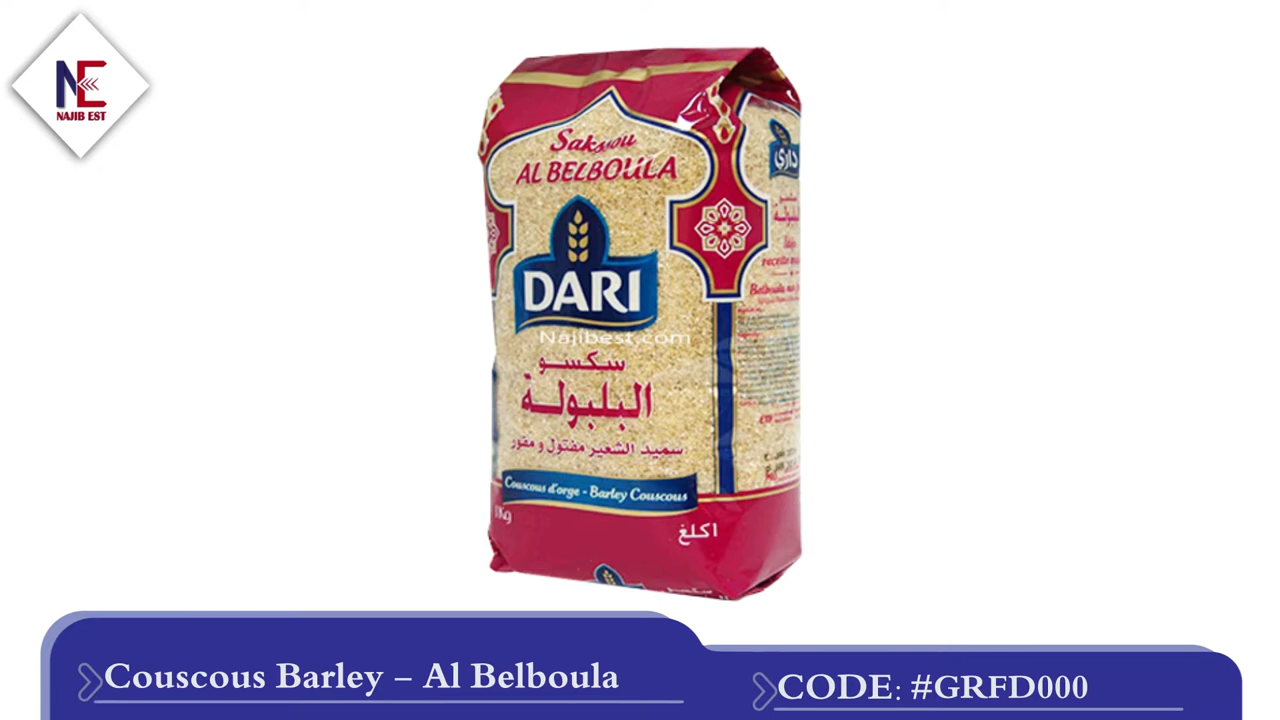 NE
NAJIB EST
Saksou
AL BELBOULA
DARI
Najibest.com
سكسو
البلبولة
سميد الشعير مفتول و مفور
Couscous d'orge - Barley Couscous
1Kg
1كلغ
داري
Couscous Barley – Al Belboula
CODE: #GRFD000